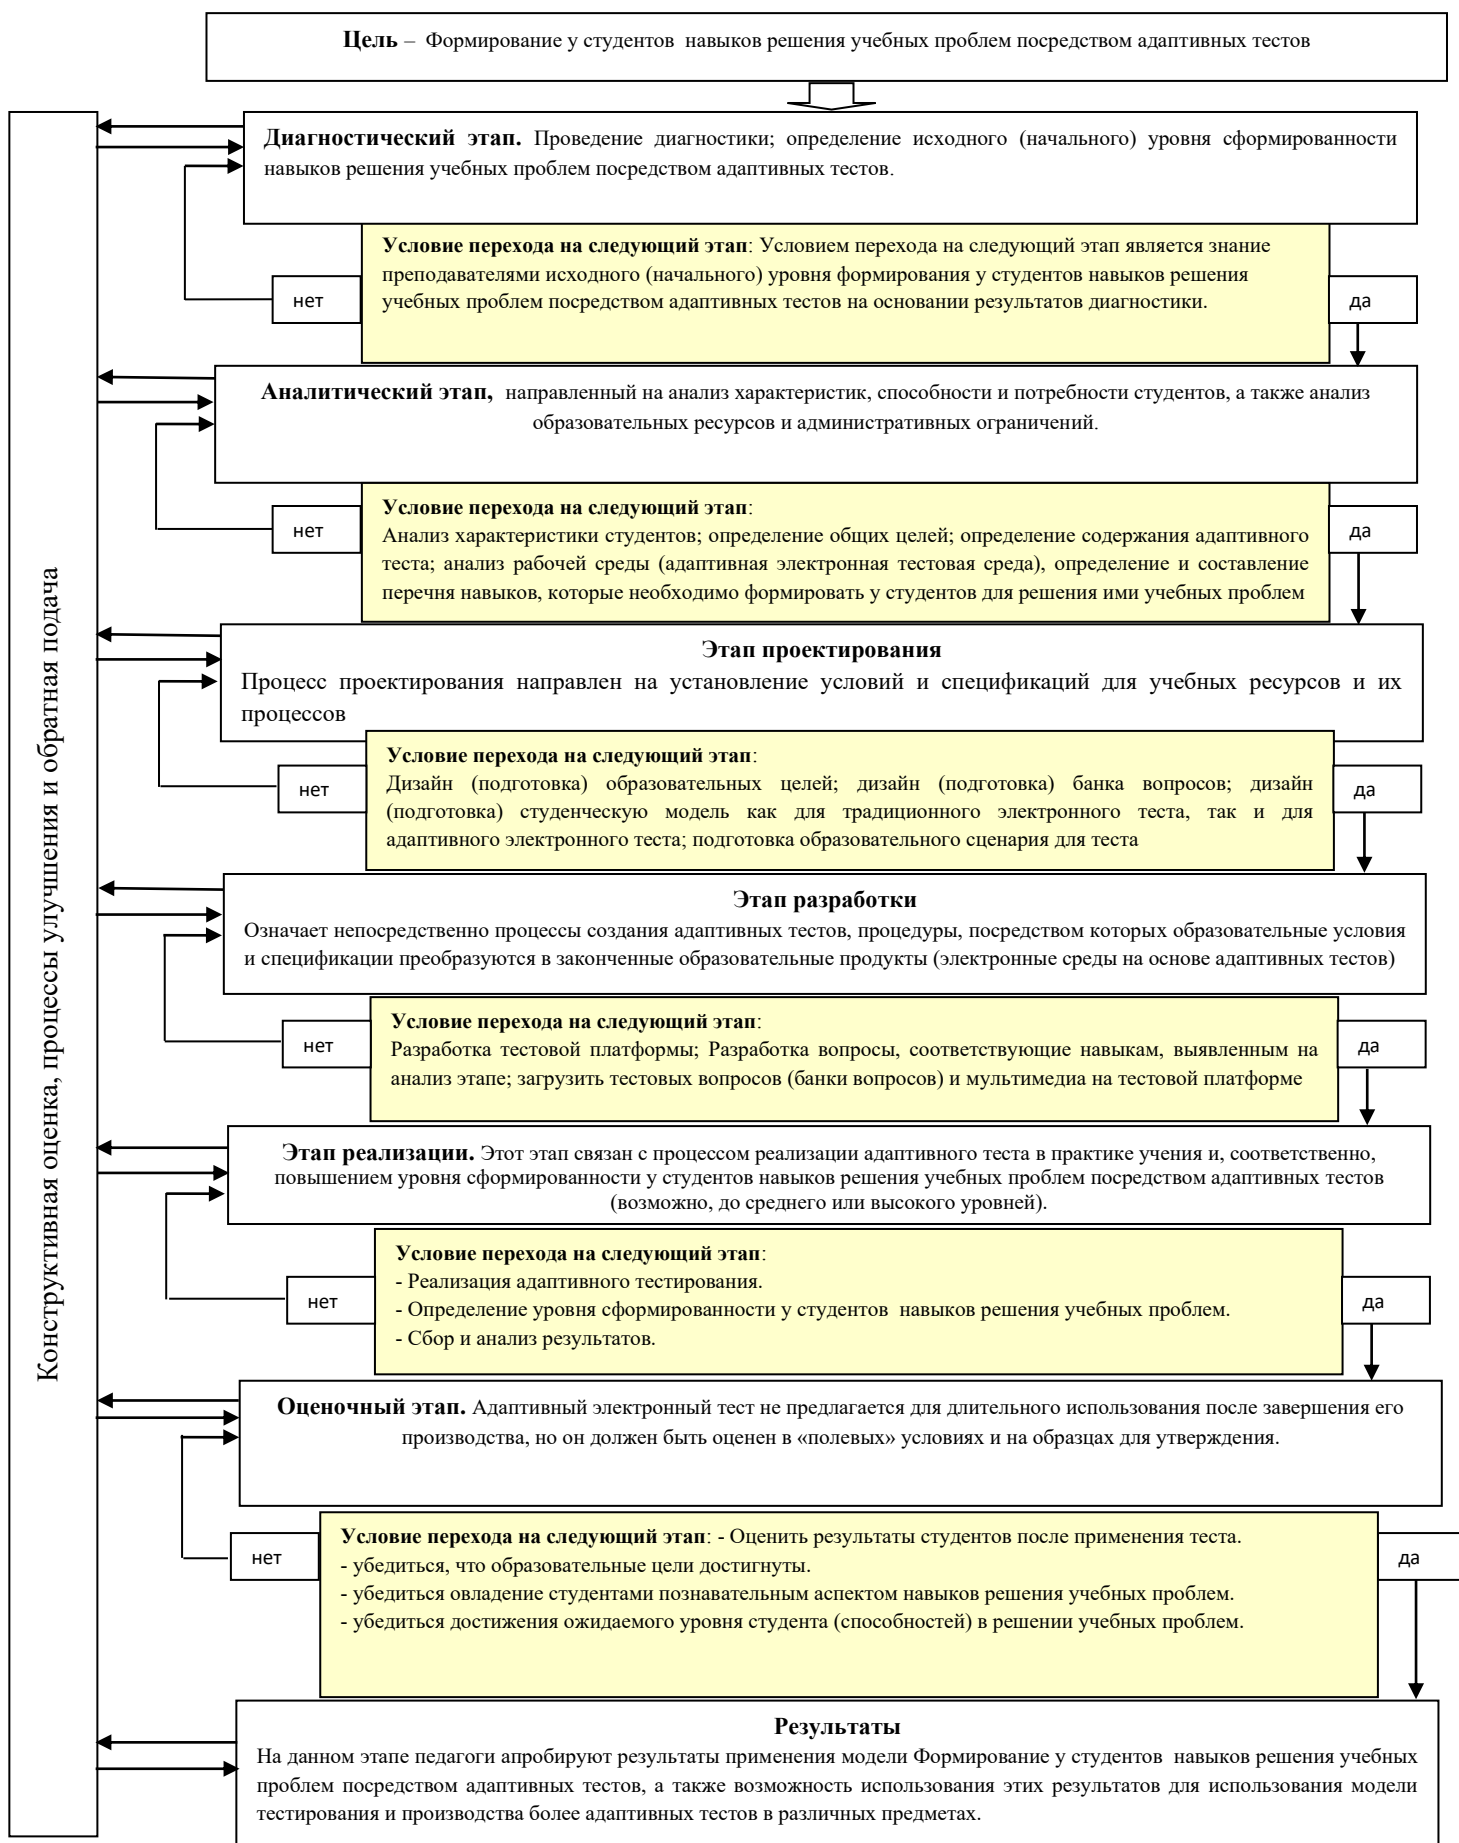 Цель – Формирование у студентов навыков решения учебных проблем посредством адаптивных тестов
Конструктивная оценка, процессы улучшения и обратная подача
Диагностический этап. Проведение диагностики; определение исходного (начального) уровня сформированности
навыков решения учебных проблем посредством адаптивных тестов.
Условие перехода на следующий этап: Условием перехода на следующий этап является знание
преподавателями исходного (начального) уровня формирования у студентов навыков решения
учебных проблем посредством адаптивных тестов на основании результатов диагностики.
нет
да
Аналитический этап, направленный на анализ характеристик, способности и потребности студентов, а также анализ
образовательных ресурсов и административных ограничений.
Условие перехода на следующий этап:
Анализ характеристики студентов; определение общих целей; определение содержания адаптивного
теста; анализ рабочей среды (адаптивная электронная тестовая среда), определение и составление
перечня навыков, которые необходимо формировать у студентов для решения ими учебных проблем
нет
да
Этап проектирования
Процесс проектирования направлен на установление условий и спецификаций для учебных ресурсов и их
процессов
Условие перехода на следующий этап:
Дизайн (подготовка) образовательных целей; дизайн (подготовка) банка вопросов; дизайн
(подготовка) студенческую модель как для традиционного электронного теста, так и для
адаптивного электронного теста; подготовка образовательного сценария для теста
нет
да
Этап разработки
Означает непосредственно процессы создания адаптивных тестов, процедуры, посредством которых образовательные условия
и спецификации преобразуются в законченные образовательные продукты (электронные среды на основе адаптивных тестов)
Условие перехода на следующий этап:
Разработка тестовой платформы; Разработка вопросы, соответствующие навыкам, выявленным на
анализ этапе; загрузить тестовых вопросов (банки вопросов) и мультимедиа на тестовой платформе
нет
да
Этап реализации. Этот этап связан с процессом реализации адаптивного теста в практике учения и, соответственно,
повышением уровня сформированности у студентов навыков решения учебных проблем посредством адаптивных тестов
(возможно, до среднего или высокого уровней).
Условие перехода на следующий этап:
- Реализация адаптивного тестирования.
- Определение уровня сформированности у студентов навыков решения учебных проблем.
- Сбор и анализ результатов.
нет
да
Оценочный этап. Адаптивный электронный тест не предлагается для длительного использования после завершения его
производства, но он должен быть оценен в «полевых» условиях и на образцах для утверждения.
Условие перехода на следующий этап: - Оценить результаты студентов после применения теста.
- убедиться, что образовательные цели достигнуты.
- убедиться овладение студентами познавательным аспектом навыков решения учебных проблем.
- убедиться достижения ожидаемого уровня студента (способностей) в решении учебных проблем.
нет
да
Результаты
На данном этапе педагоги апробируют результаты применения модели Формирование у студентов навыков решения учебных
проблем посредством адаптивных тестов, а также возможность использования этих результатов для использования модели
тестирования и производства более адаптивных тестов в различных предметах.